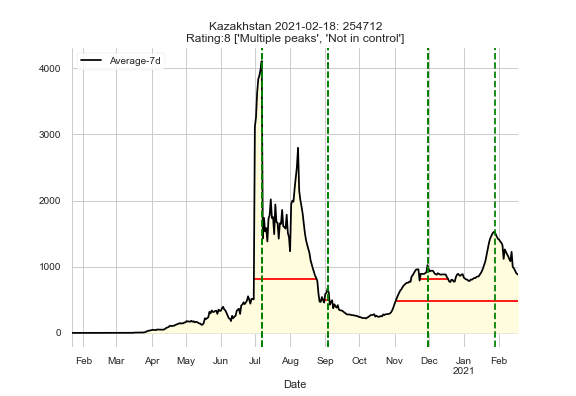 Kazakhstan 2021-02-18: 254712
Rating:8 ['Multiple peaks', 'Not in control']
Average-7d
4000
3000
2000
1000
0
Feb Mar Apr May Jun Jul Aug Sep Oct Nov Dec Jan Feb
2021
Date